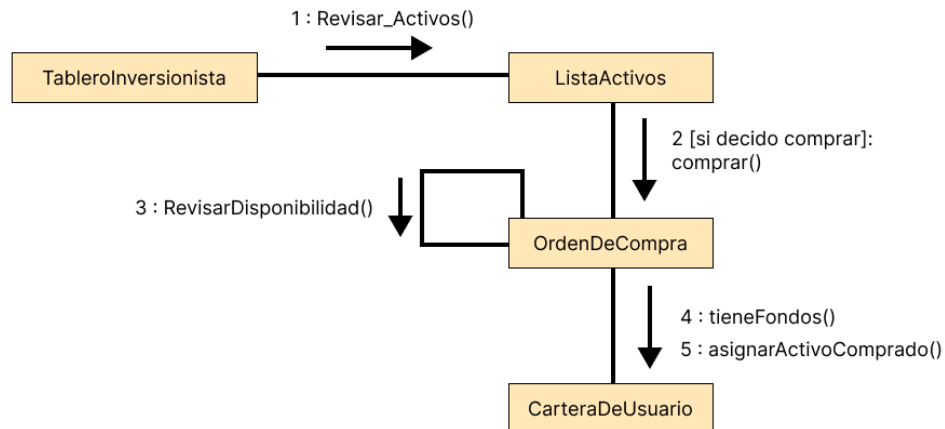 1 : Revisar_Activos()
TableroInversionista
ListaActivos
2 [si decido comprar]:
comprar()
3 : RevisarDisponibilidad()
OrdenDeCompra
4 : tieneFondos()
5 : asignarActivoComprado()
CarteraDeUsuario